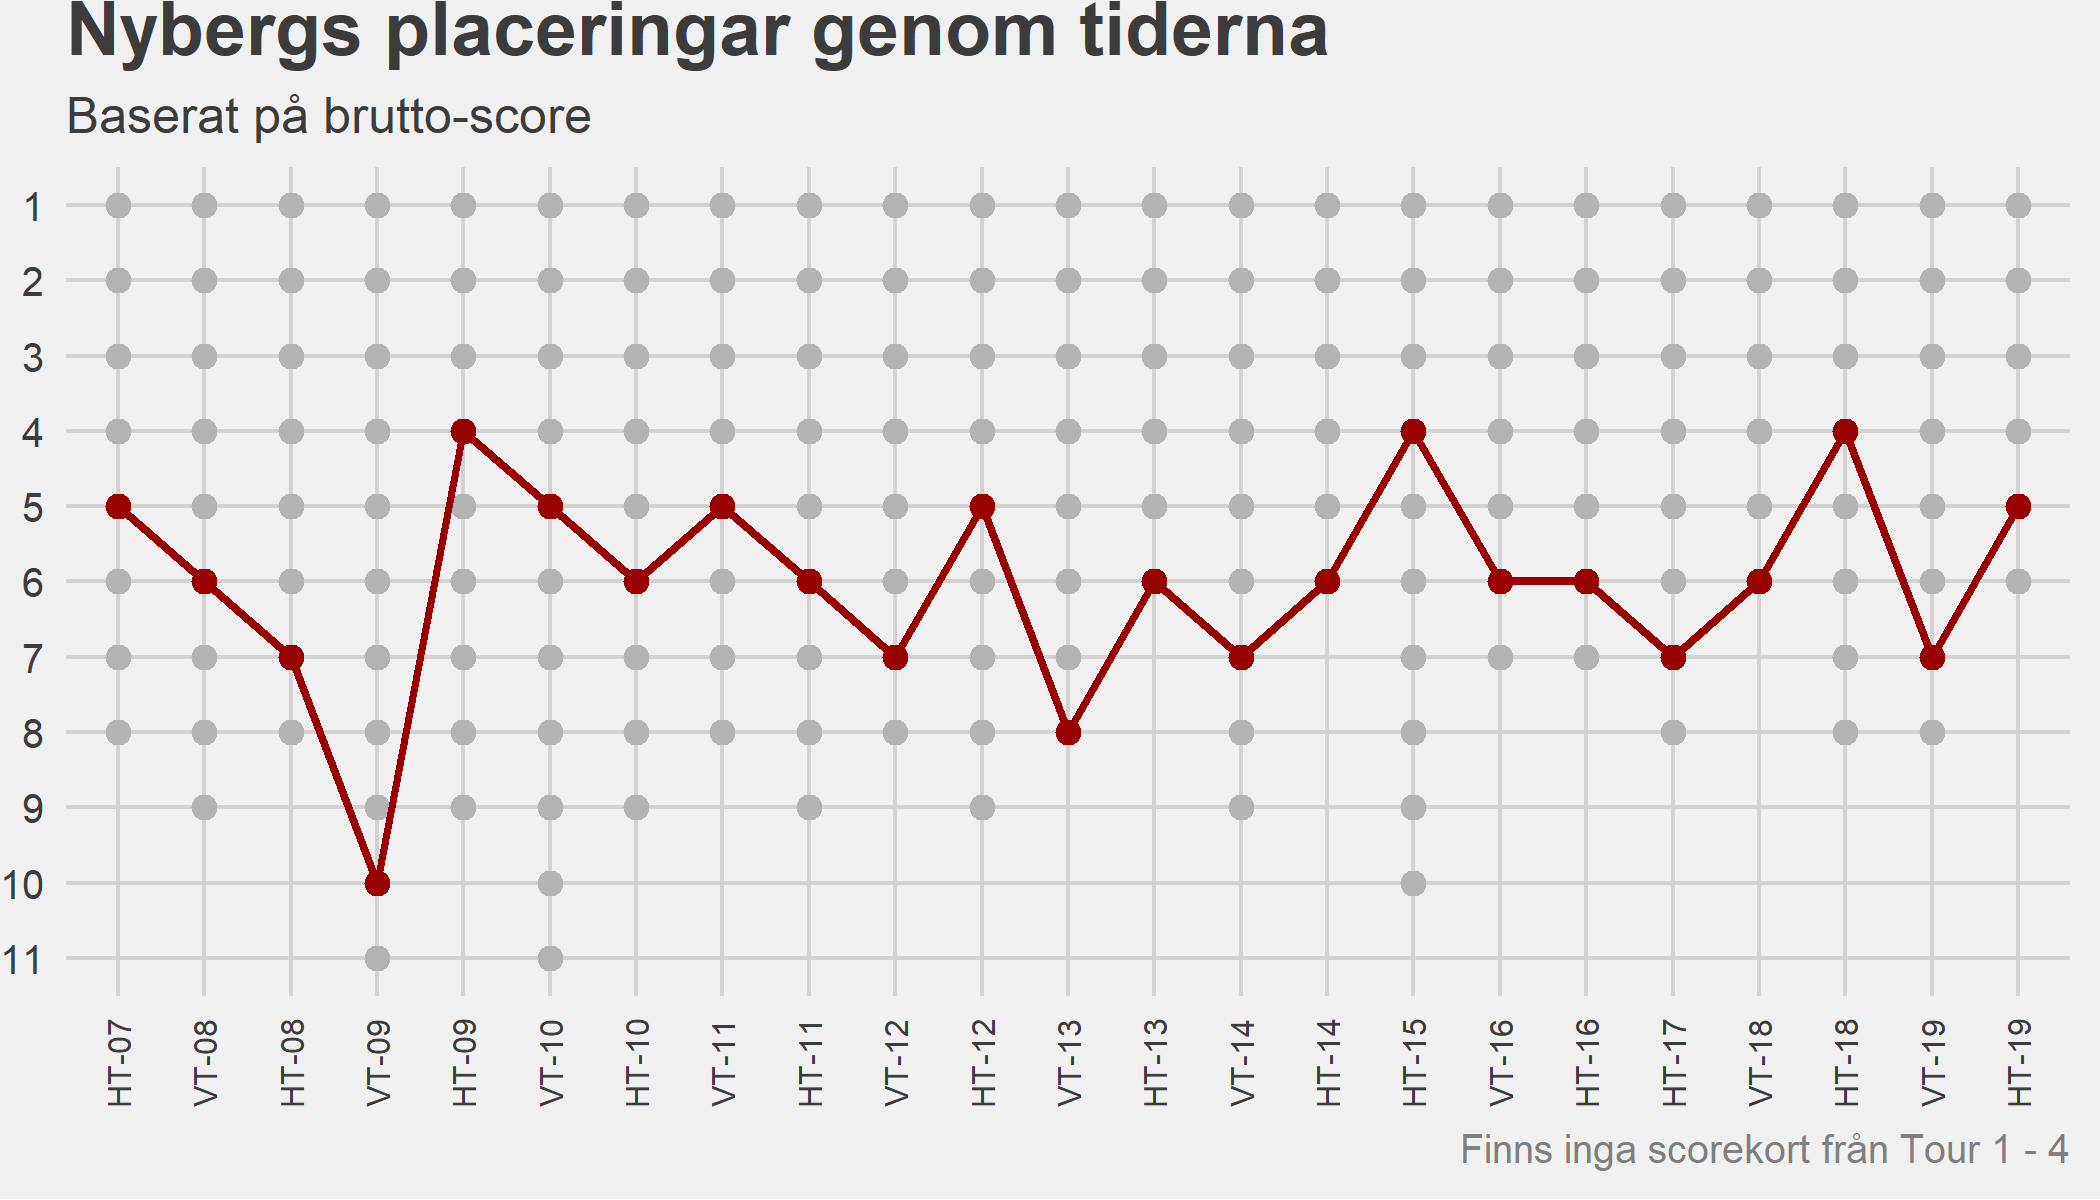 Nybergs placeringar genom tiderna
Baserat på brutto-score
1
2
3
4
5
6
7
8
9
10
11
HT-07
VT-08
HT-08
VT-09
HT-09
VT-10
HT-10
VT-11
HT-11
VT-12
HT-12
VT-13
HT-13
VT-14
HT-14
HT-15
VT-16
HT-16
HT-17
VT-18
HT-18
VT-19
HT-19
Finns inga scorekort från Tour 1 - 4